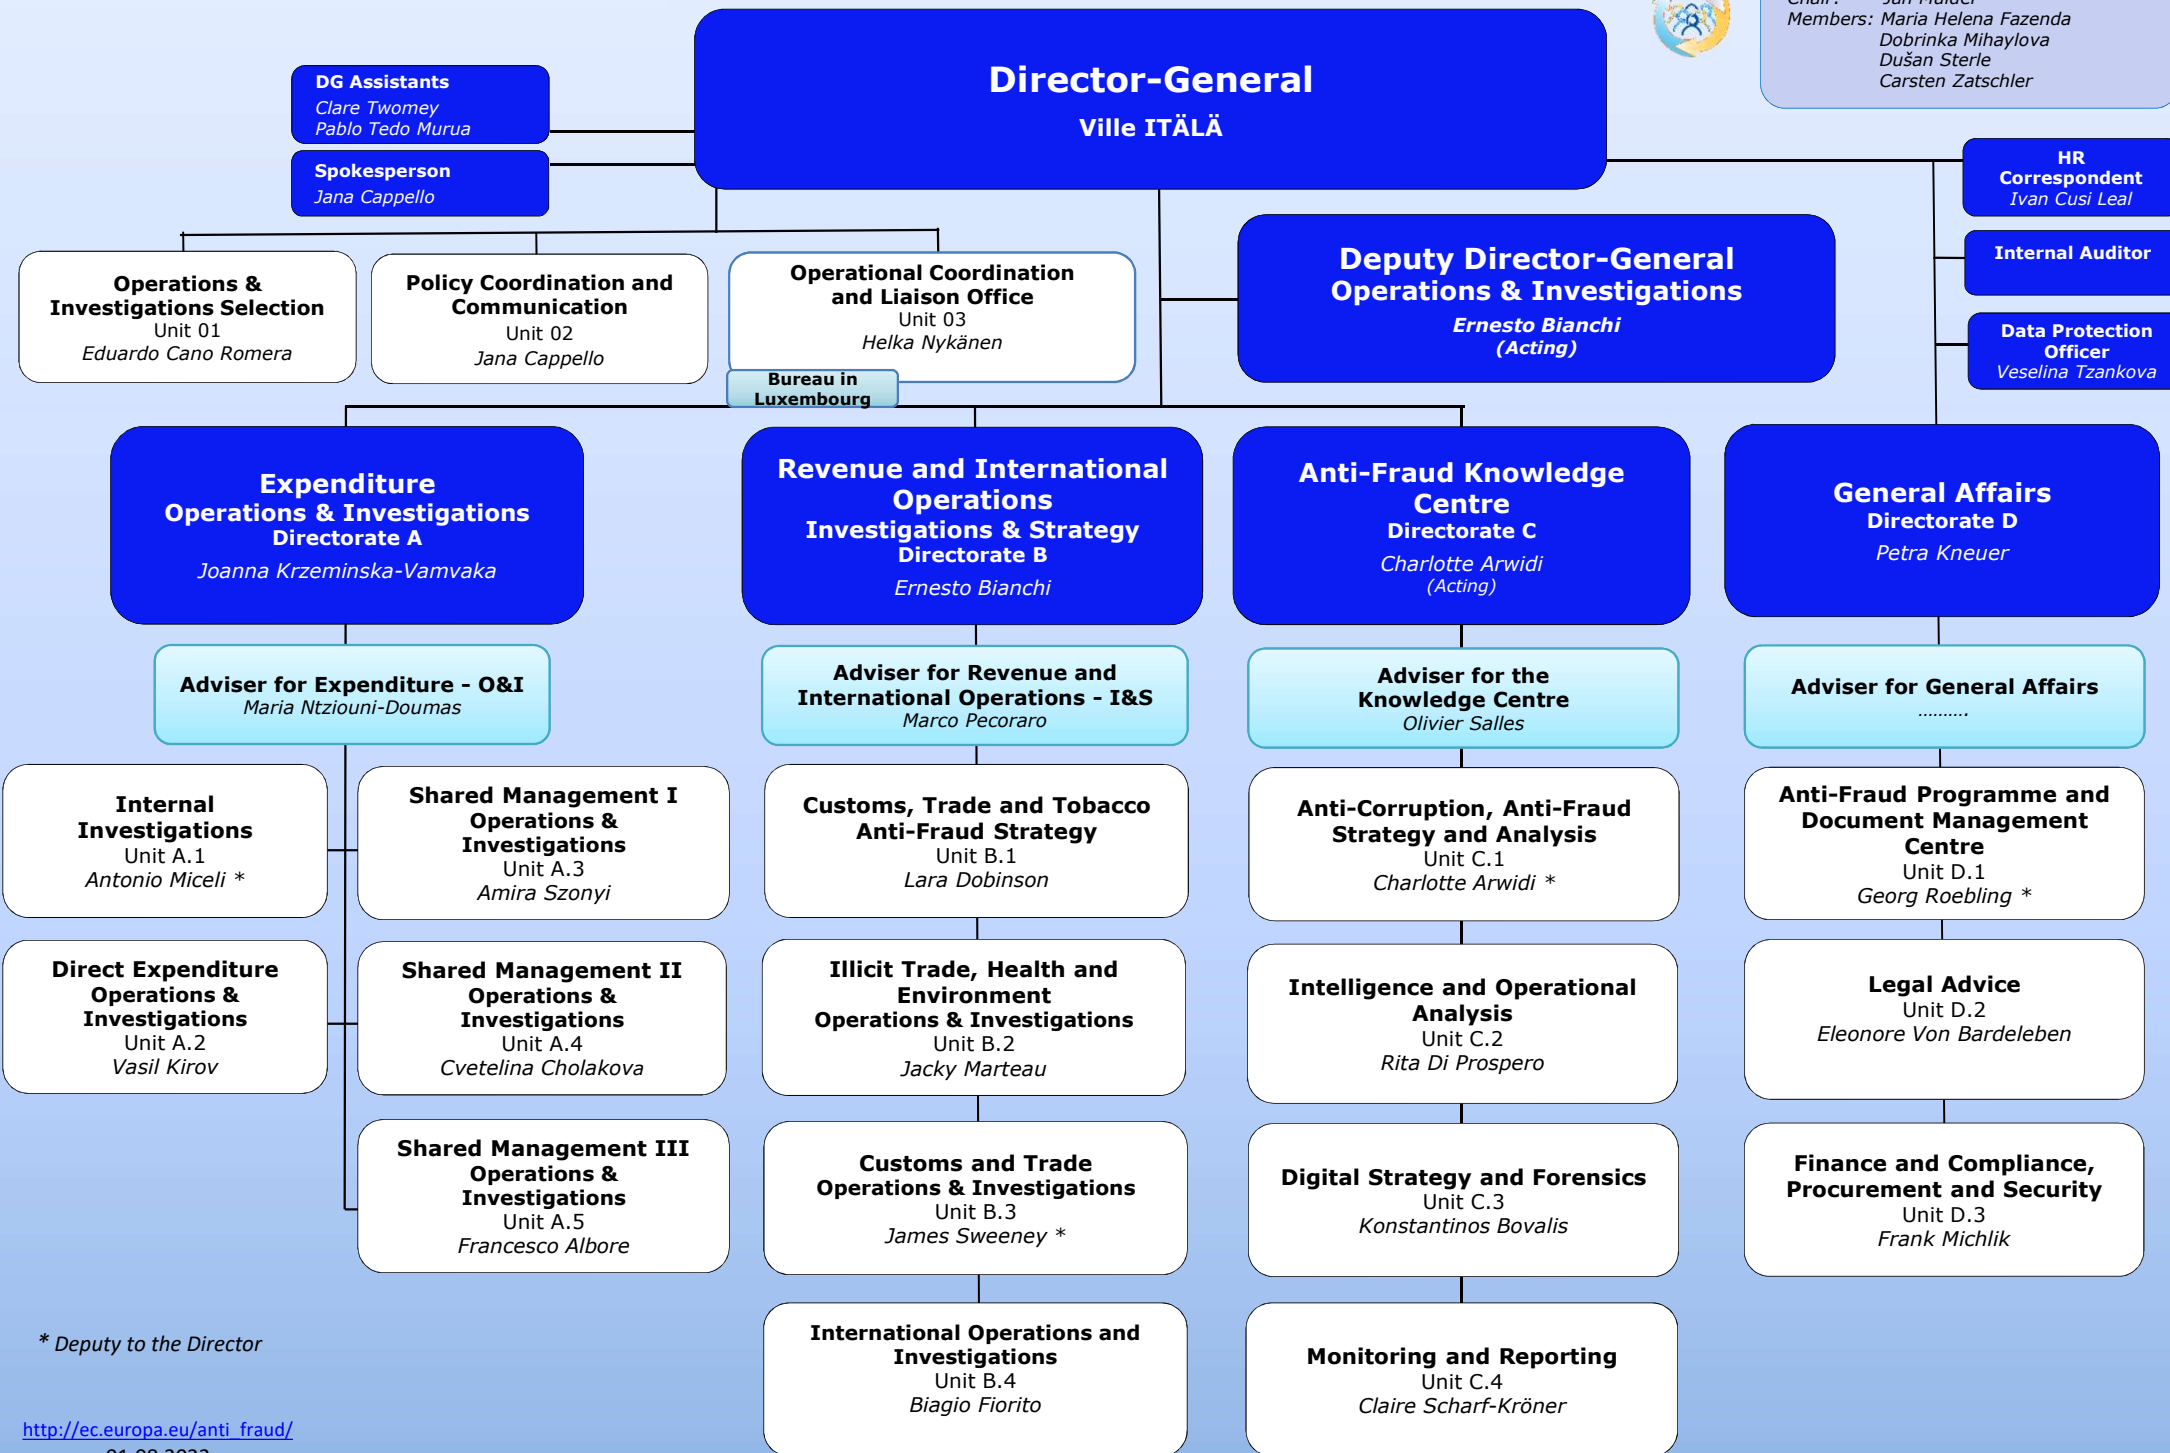 Chair: Jan Mulder
Members: Maria Helena Fazenda
Dobrinka Mihaylova
Dušan Sterle
Carsten Zatschler
Director-General
Ville ITÄLÄ
DG Assistants
Clare Twomey
Pablo Tedo Murua
Spokesperson
Jana Cappello
HR
Correspondent
Ivan Cusi Leal
Internal Auditor
Data Protection
Officer
Veselina Tzankova
Operations &
Investigations Selection
Unit 01
Eduardo Cano Romera
Policy Coordination and
Communication
Unit 02
Jana Cappello
Operational Coordination
and Liaison Office
Unit 03
Helka Nykänen
Bureau in
Luxembourg
Deputy Director-General
Operations & Investigations
Ernesto Bianchi
(Acting)
Expenditure
Operations & Investigations
Directorate A
Joanna Krzeminska-Vamvaka
Revenue and International
Operations
Investigations & Strategy
Directorate B
Ernesto Bianchi
Anti-Fraud Knowledge
Centre
Directorate C
Charlotte Arwidi
(Acting)
General Affairs
Directorate D
Petra Kneuer
Adviser for Expenditure - O&I
Maria Ntziouni-Doumas
Adviser for Revenue and
International Operations - I&S
Marco Pecoraro
Adviser for the
Knowledge Centre
Olivier Salles
Adviser for General Affairs
..........
Internal
Investigations
Unit A.1
Antonio Miceli *
Shared Management I
Operations &
Investigations
Unit A.3
Amira Szonyi
Customs, Trade and Tobacco
Anti-Fraud Strategy
Unit B.1
Lara Dobinson
Anti-Corruption, Anti-Fraud
Strategy and Analysis
Unit C.1
Charlotte Arwidi *
Anti-Fraud Programme and
Document Management
Centre
Unit D.1
Georg Roebling *
Direct Expenditure
Operations &
Investigations
Unit A.2
Vasil Kirov
Shared Management II
Operations &
Investigations
Unit A.4
Cvetelina Cholakova
Illicit Trade, Health and
Environment
Operations & Investigations
Unit B.2
Jacky Marteau
Intelligence and Operational
Analysis
Unit C.2
Rita Di Prospero
Legal Advice
Unit D.2
Eleonore Von Bardeleben
Shared Management III
Operations &
Investigations
Unit A.5
Francesco Albore
Customs and Trade
Operations & Investigations
Unit B.3
James Sweeney *
Digital Strategy and Forensics
Unit C.3
Konstantinos Bovalis
Finance and Compliance,
Procurement and Security
Unit D.3
Frank Michlik
International Operations and
Investigations
Unit B.4
Biagio Fiorito
Monitoring and Reporting
Unit C.4
Claire Scharf-Kröner
* Deputy to the Director
http://ec.europa.eu/anti_fraud/
01.08.2022